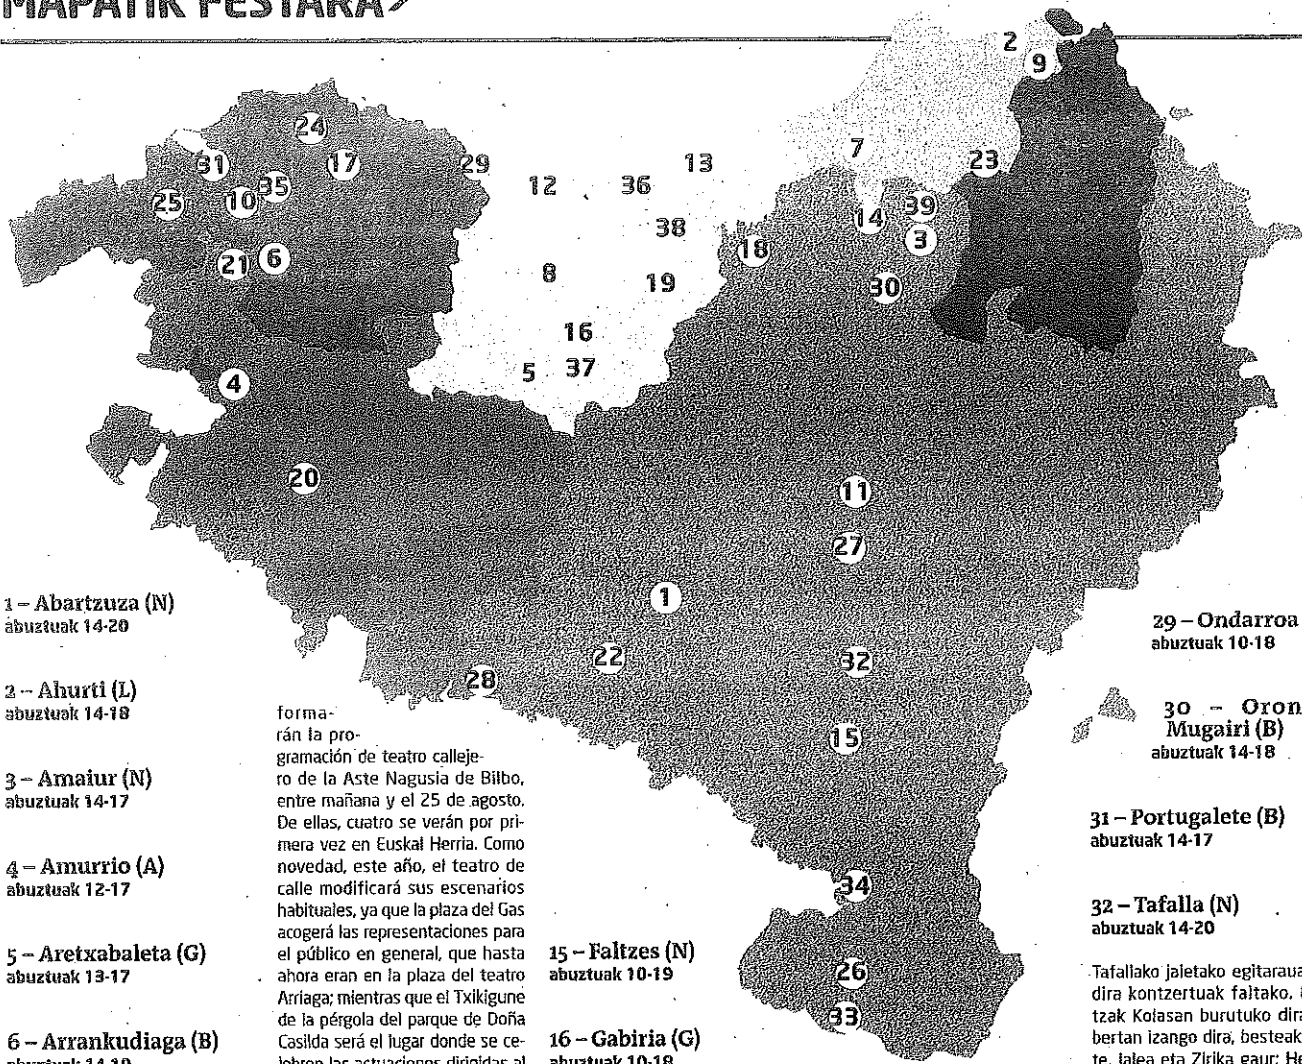 MAPATIK FESTARA>
2
9
24
31
17
29
7
13
23
25
10
35
12
36
14
39
38
3
21
6
18
8
19
30
16
4
5
37
20
11
27
1
22
32
28
15
34
26
33
1 – Abartzuza (N)
abuztuak 14-20
2 – Ahurti (L)
abuztuak 14-18
3 – Amaiur (N)
abuztuak 14-17
4 – Amurrio (A)
abuztuak 12-17
5 – Aretxabaleta (G)
abuztuak 13-17
6 – Arrankudiaga (B)
forma-
rán la pro-
gramación de teatro calleje-
ro de la Aste Nagusia de Bilbo,
entre mañana y el 25 de agosto.
De ellas, cuatro se verán por pri-
mera vez en Euskal Herria. Como
novedad, este año, el teatro de
calle modificará sus escenarios
habituales, ya que la plaza del Gas
acogerá las representaciones para
el público en general, que hasta
ahora eran en la plaza del teatro
Arriaga; mientras que el Txikigune
de la pérgola del parque de Doña
Casilda será el lugar donde se ce-
lebren las actuaciones dirigidas al
15 – Faltzes (N)
abuztuak 10-19
16 – Gabiria (G)
abuztuak 10-18
29 – Ondarroa
abuztuak 10-18
30 – Oron
Mugairi (B)
abuztuak 14-18
31 – Portugalete (B)
abuztuak 14-17
32 – Tafalla (N)
abuztuak 14-20
Tafallako jaietako egitaraua
dira kontzertuak faltako.
tzak Kolasan burutuko dira
bertan izango dira, besteak
te, Jalea eta Zirika gaur; He